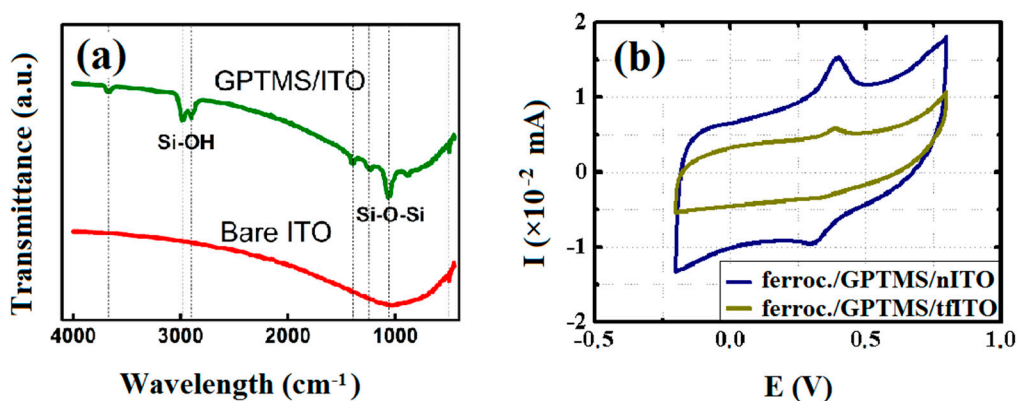 (a)
GPTMS/ITO
Si-OH
Si-O-Si
Bare ITO
Transmittance (a.u.)
4000 3000 2000 1000
Wavelength (cm⁻¹)
(b)
I (×10⁻² mA)
2
1
0
-1
-2
ferroc./GPTMS/nITO
ferroc./GPTMS/tfITO
-0.5 0.0 0.5 1.0
E (V)